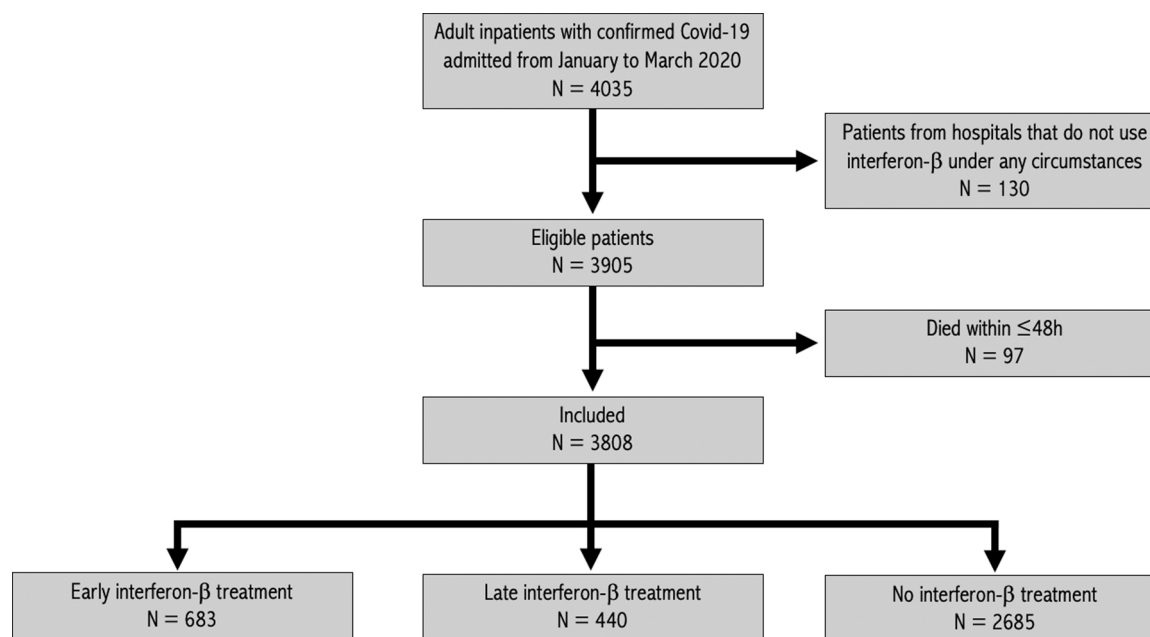 Adult inpatients with confirmed Covid-19
admitted from January to March 2020
N = 4035
Patients from hospitals that do not use
interferon-β under any circumstances
N = 130
Eligible patients
N = 3905
Died within ≤48h
N = 97
Included
N = 3808
Early interferon-β treatment
N = 683
Late interferon-β treatment
N = 440
No interferon-β treatment
N = 2685